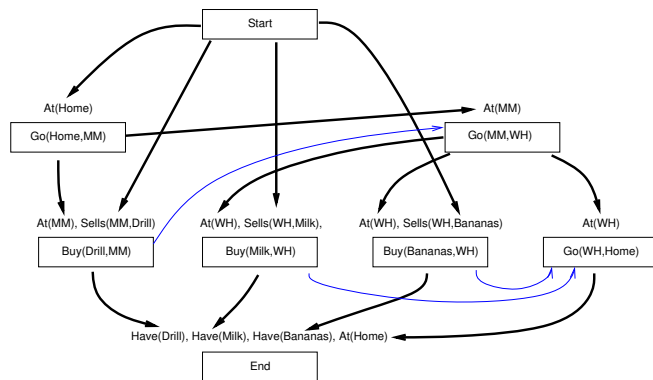 Start
At(Home)
At(MM)
Go(Home,MM)
Go(MM,WH)
At(MM), Sells(MM,Drill)
At(WH), Sells(WH,Milk),
At(WH), Sells(WH,Bananas)
At(WH)
Buy(Drill,MM)
Buy(Milk,WH)
Buy(Bananas,WH)
Go(WH,Home)
Have(Drill), Have(Milk), Have(Bananas), At(Home)
End